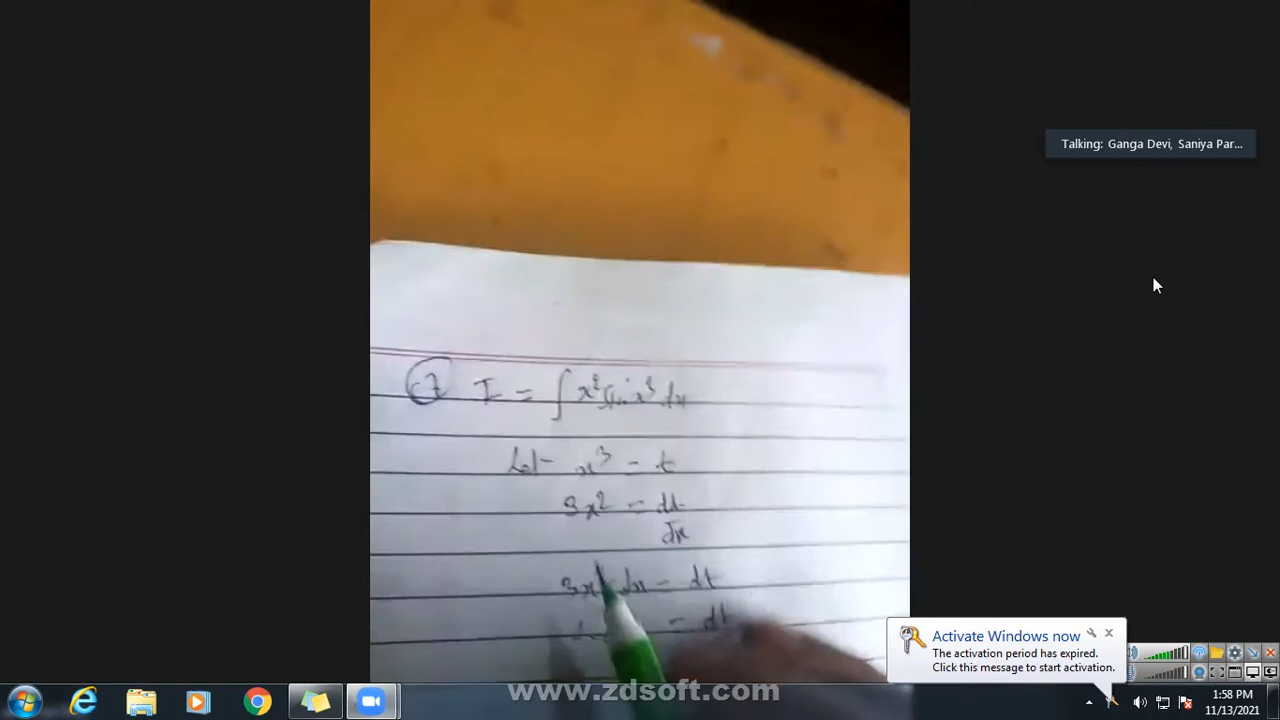 Talking: Ganga Devi, Saniya Par...
I = ∫ x² sin x³ dx
Let x³ = t
3x² = dt
dx
3x² dx = dt
= dt
Activate Windows now
The activation period has expired.
Click this message to start activation.
www.zdsoft.com
1:58 PM
11/13/2021